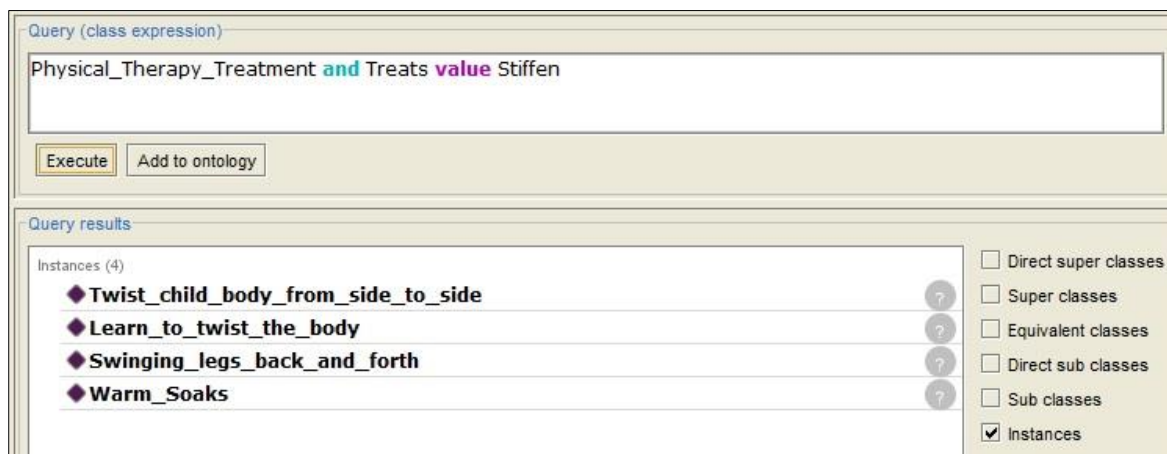 Query (class expression)
Physical_Therapy_Treatment and Treats value Stiffen
Execute Add to ontology
Query results
Instances (4)
Twist_child_body_from_side_to_side ?
Learn_to_twist_the_body ?
Swinging_legs_back_and_forth ?
Warm_Soaks ?
Direct super classes
Super classes
Equivalent classes
Direct sub classes
Sub classes
Instances